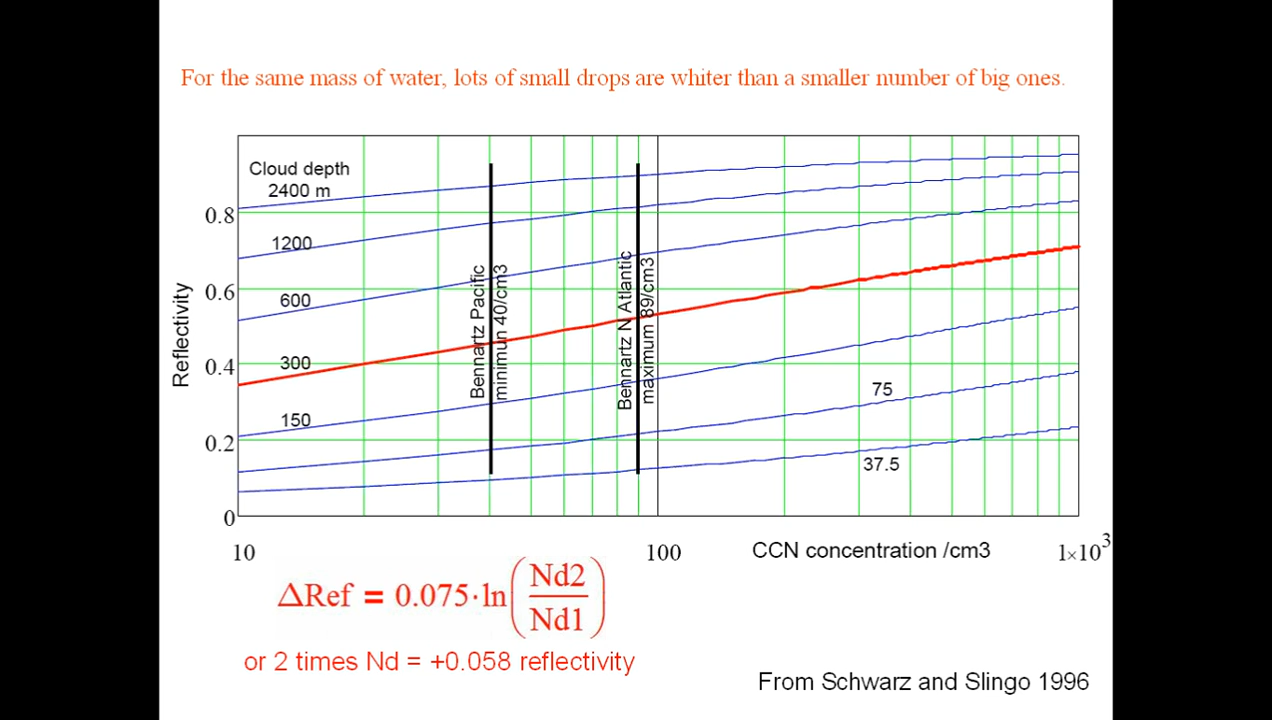 For the same mass of water, lots of small drops are whiter than a smaller number of big ones.
Cloud depth
2400 m
0.8
1200
0.6
600
0.4
300
150
0.2
0
Reflectivity
Bennartz Pacific
minimun 40/cm3
Bennartz N Atlantic
maximum 89/cm3
75
37.5
10
100
CCN concentration /cm3
1×10³
ΔRef = 0.075·ln(Nd2/Nd1)
or 2 times Nd = +0.058 reflectivity
From Schwarz and Slingo 1996